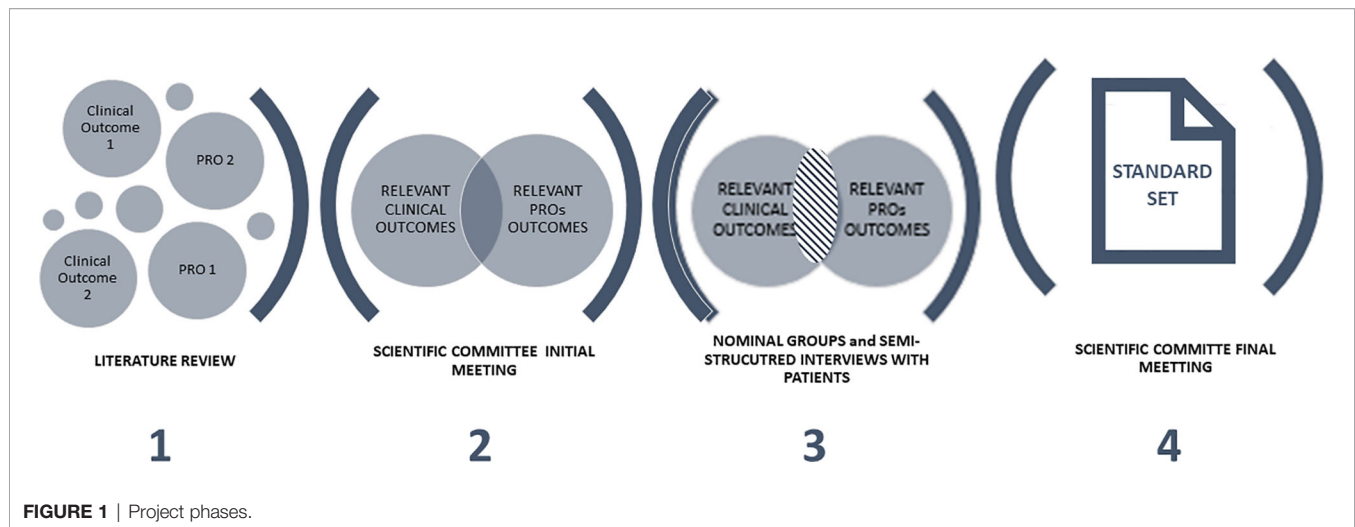 Clinical
Outcome
1
PRO 2
Clinical
Outcome
2
PRO 1
LITERATURE REVIEW
1
RELEVANT
CLINICAL
OUTCOMES
RELEVANT
PROs
OUTCOMES
SCIENTIFIC COMMITTEE INITIAL
MEETING
2
RELEVANT
CLINICAL
OUTCOMES
RELEVANT
PROs
OUTCOMES
NOMINAL GROUPS and SEMI-
STRUCUTRED INTERVIEWS WITH
PATIENTS
3
STANDARD
SET
SCIENTIFIC COMMITTE FINAL
MEETTING
4
FIGURE 1 | Project phases.